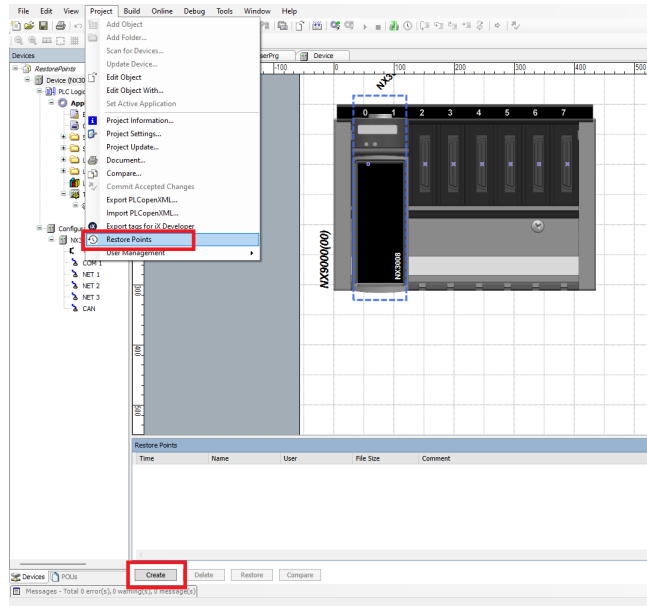 File Edit View Project Build Online Debug Tools Window Help
Devices
RestorePoints
Device (NX30
PLC Logic
App
Configu
NX3
COM 1
NET 1
NET 2
NET 3
CAN
Add Object
Add Folder...
Scan for Devices...
Update Device...
Edit Object
Edit Object With...
Set Active Application
Project Information...
Project Settings...
Project Update...
Document...
Compare...
Commit Accepted Changes
Export PLCopenXML...
Import PLCopenXML...
Export tags for iX Developer
Restore Points
User Management
serPrg Device
-100 0 100 200 300 400 500
0 1 2 3 4 5 6 7
NX9000(00)
NX3008
300
400
500
Restore Points
Time Name User File Size Comment
Create Delete Restore Compare
Devices POUs
Messages - Total 0 error(s), 0 warning(s), 0 message(s)